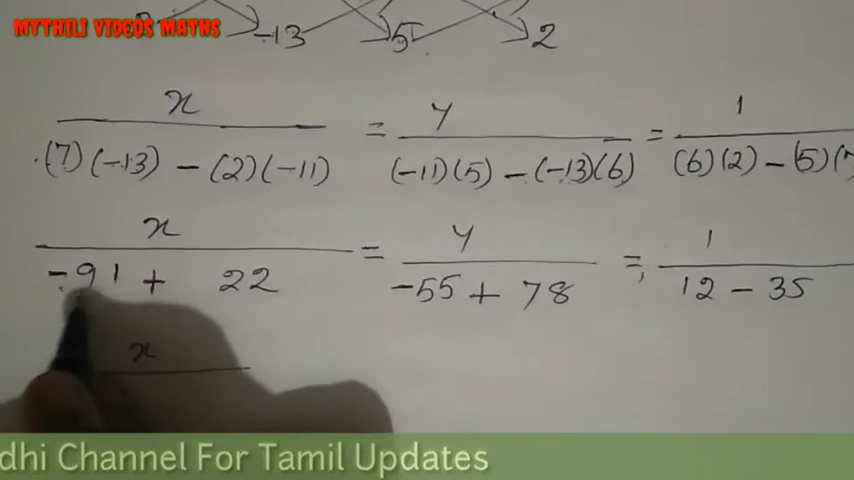 MYTHILI VIDEOS MATHS
-13 5 2
x / (7)(-13) - (2)(-11) = y / (-11)(5) - (-13)(6) = 1 / (6)(2) - (5)(7
x / -91 + 22 = y / -55 + 78 = 1 / 12 - 35
x
dhi Channel For Tamil Updates